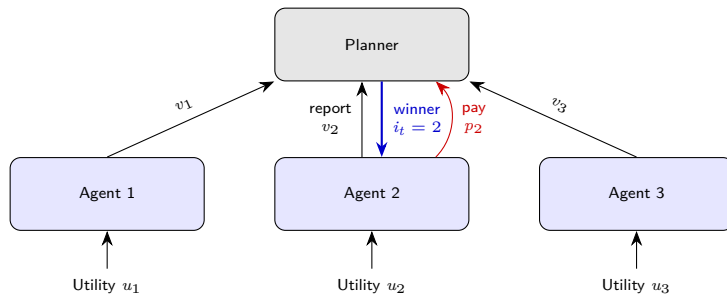 Planner
v₁
report
v₂
winner
iₜ = 2
pay
p₂
v₃
Agent 1
Agent 2
Agent 3
Utility u₁
Utility u₂
Utility u₃